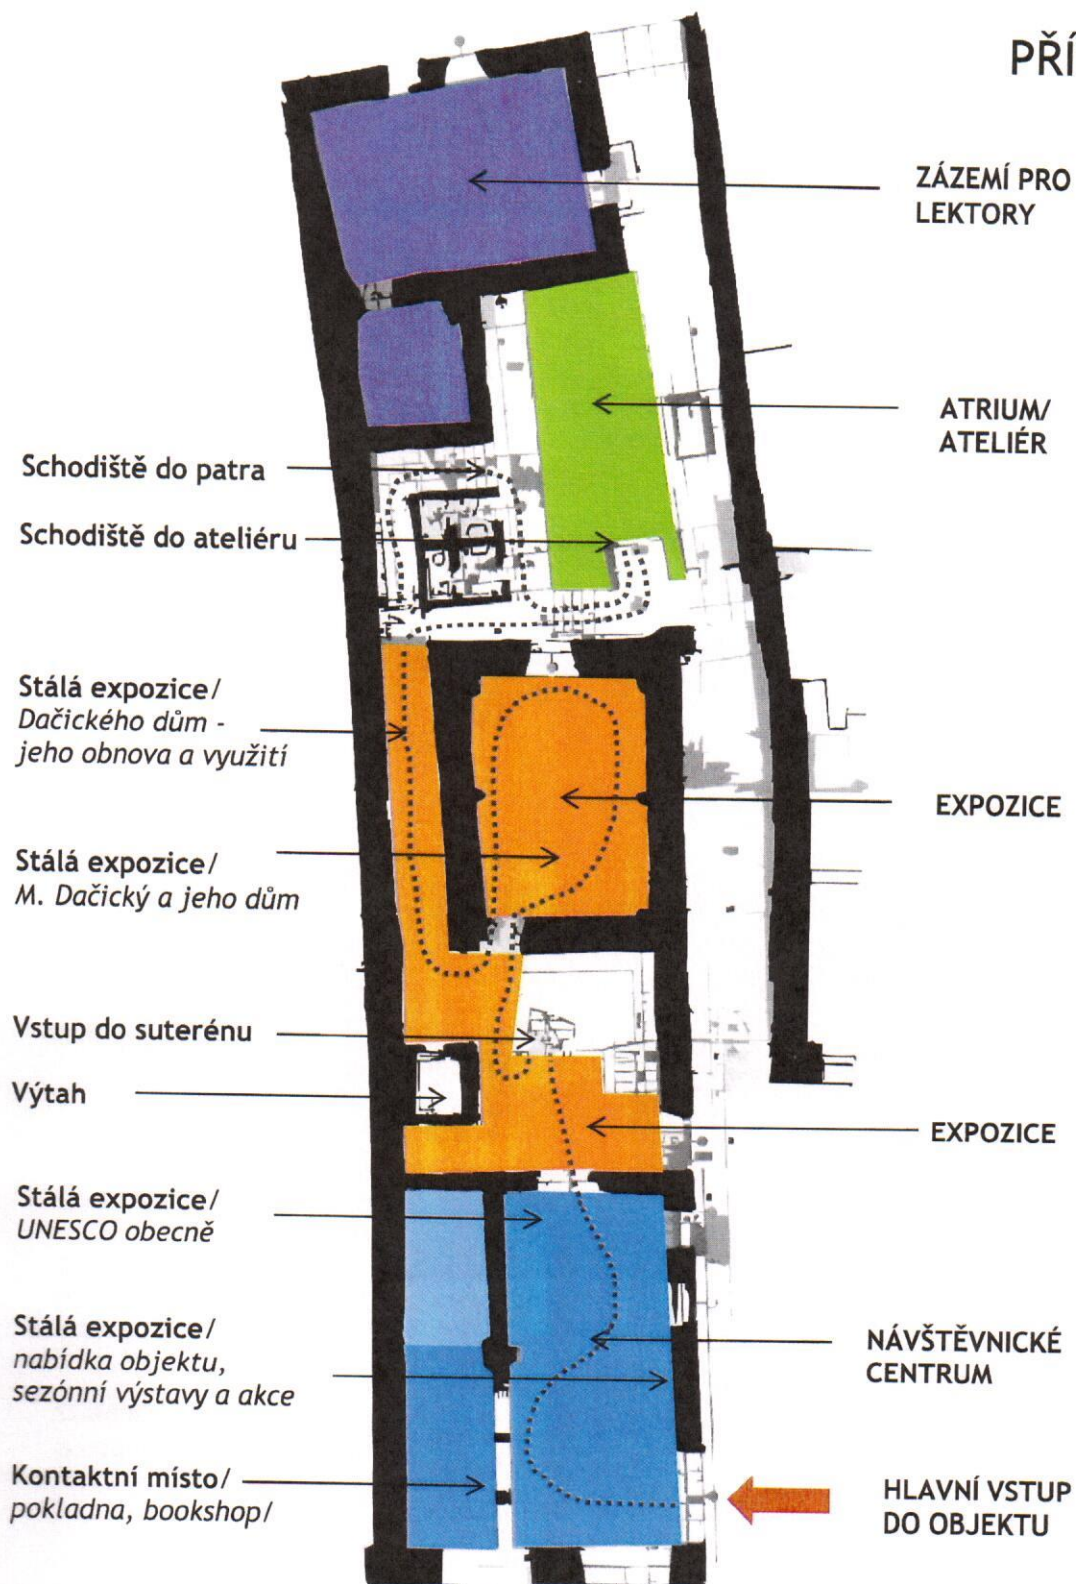 PŘÍ
ZÁZEMÍ PRO
LEKTORY
ATRIUM/
ATELIÉR
Schodiště do patra
Schodiště do ateliéru
Stálá expozice/
Dačického dům -
jeho obnova a využití
EXPOZICE
Stálá expozice/
M. Dačický a jeho dům
Vstup do suterénu
Výtah
EXPOZICE
Stálá expozice/
UNESCO obecně
Stálá expozice/
nabídka objektu,
sezónní výstavy a akce
NÁVŠTĚVNICKÉ
CENTRUM
Kontaktní místo/
pokladna, bookshop/
HLAVNÍ VSTUP
DO OBJEKTU